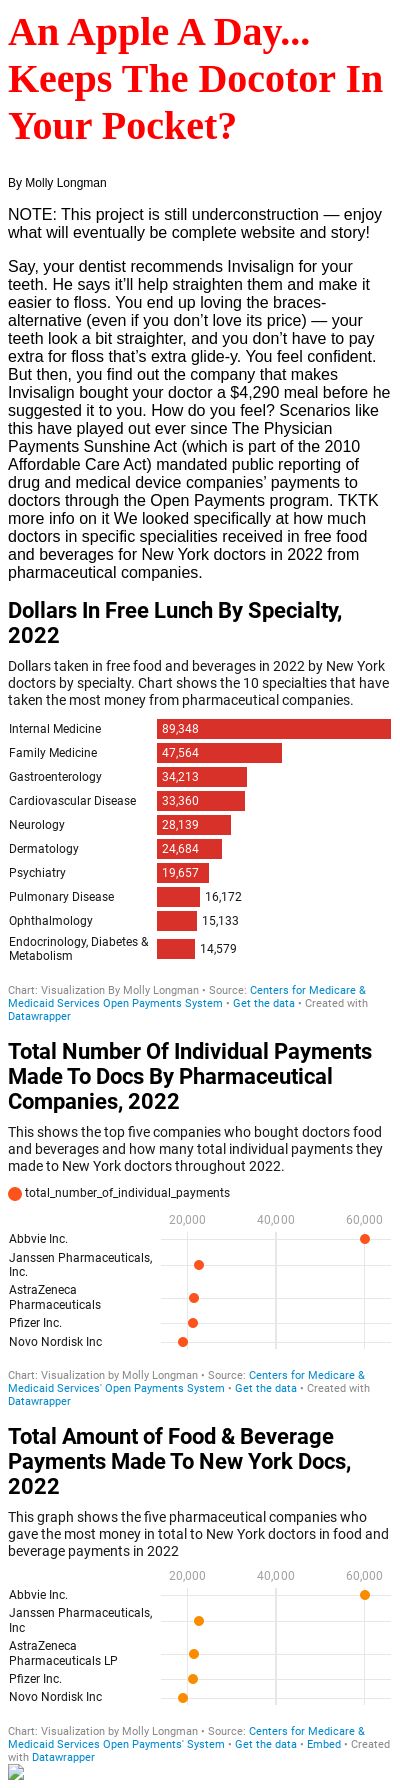 An Apple A Day...
Keeps The Docotor In
Your Pocket?
By Molly Longman
NOTE: This project is still underconstruction — enjoy
what will eventually be complete website and story!
Say, your dentist recommends Invisalign for your
teeth. He says it’ll help straighten them and make it
easier to floss. You end up loving the braces-
alternative (even if you don’t love its price) — your
teeth look a bit straighter, and you don’t have to pay
extra for floss that’s extra glide-y. You feel confident.
But then, you find out the company that makes
Invisalign bought your doctor a $4,290 meal before he
suggested it to you. How do you feel? Scenarios like
this have played out ever since The Physician
Payments Sunshine Act (which is part of the 2010
Affordable Care Act) mandated public reporting of
drug and medical device companies’ payments to
doctors through the Open Payments program. TKTK
more info on it We looked specifically at how much
doctors in specific specialities received in free food
and beverages for New York doctors in 2022 from
pharmaceutical companies.
Dollars In Free Lunch By Specialty,
2022
Dollars taken in free food and beverages in 2022 by New York
doctors by specialty. Chart shows the 10 specialties that have
taken the most money from pharmaceutical companies.
Internal Medicine 89,348
Family Medicine 47,564
Gastroenterology 34,213
Cardiovascular Disease 33,360
Neurology 28,139
Dermatology 24,684
Psychiatry 19,657
Pulmonary Disease 16,172
Ophthalmology 15,133
Endocrinology, Diabetes &
Metabolism 14,579
Chart: Visualization By Molly Longman • Source: Centers for Medicare &
Medicaid Services Open Payments System • Get the data • Created with
Datawrapper
Total Number Of Individual Payments
Made To Docs By Pharmaceutical
Companies, 2022
This shows the top five companies who bought doctors food
and beverages and how many total individual payments they
made to New York doctors throughout 2022.
total_number_of_individual_payments
20,000 40,000 60,000
Abbvie Inc.
Janssen Pharmaceuticals,
Inc.
AstraZeneca
Pharmaceuticals
Pfizer Inc.
Novo Nordisk Inc
Chart: Visualization by Molly Longman • Source: Centers for Medicare &
Medicaid Services' Open Payments System • Get the data • Created with
Datawrapper
Total Amount of Food & Beverage
Payments Made To New York Docs,
2022
This graph shows the five pharmaceutical companies who
gave the most money in total to New York doctors in food and
beverage payments in 2022
20,000 40,000 60,000
Abbvie Inc.
Janssen Pharmaceuticals,
Inc
AstraZeneca
Pharmaceuticals LP
Pfizer Inc.
Novo Nordisk Inc
Chart: Visualization by Molly Longman • Source: Centers for Medicare &
Medicaid Services Open Payments' System • Get the data • Embed • Created
with Datawrapper